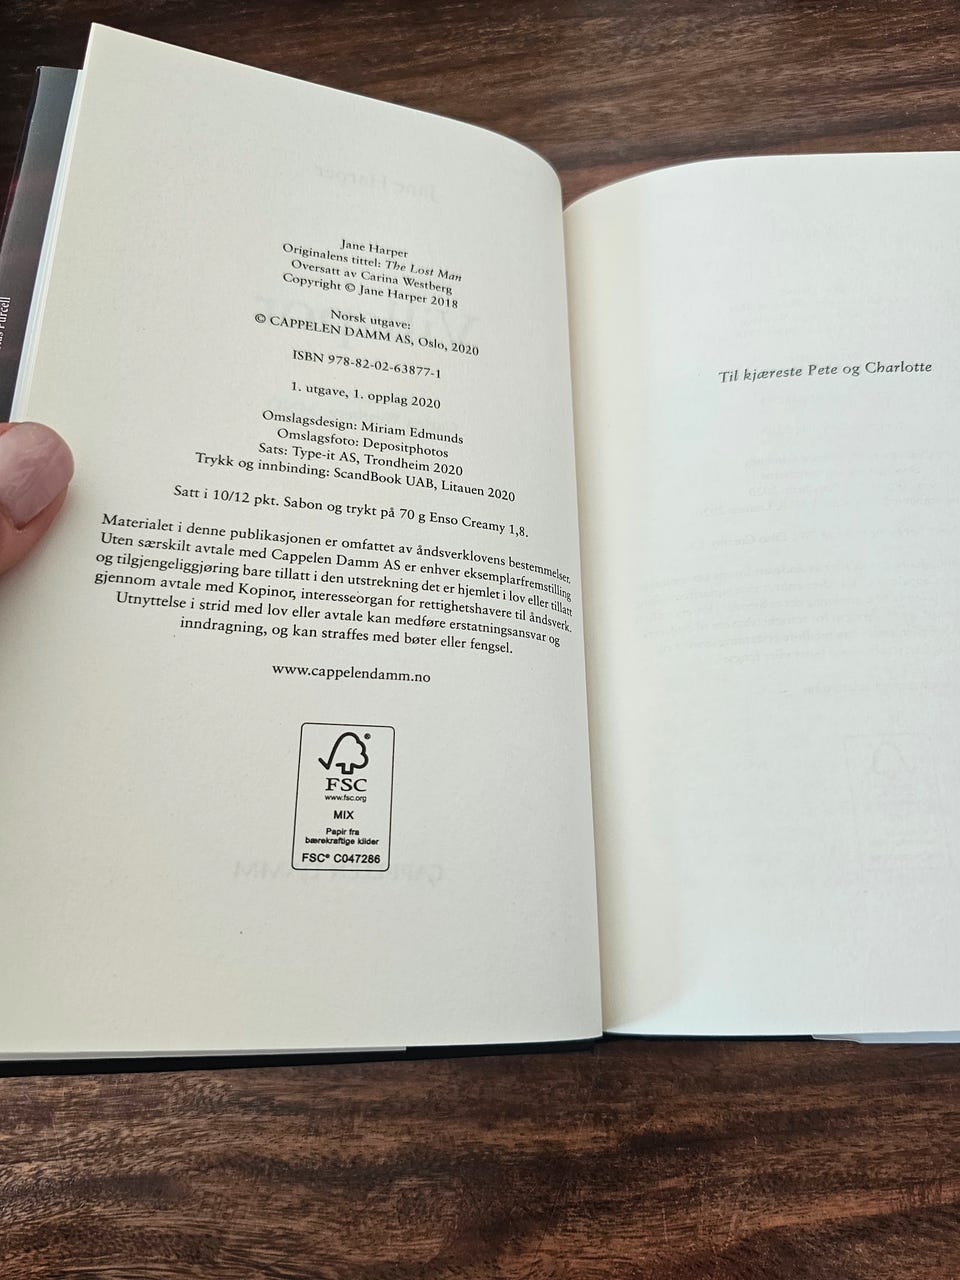 Jane Harper
Originalens tittel: The Lost Man
Oversatt av Carina Westberg
Copyright © Jane Harper 2018
Norsk utgave:
© CAPPELEN DAMM AS, Oslo, 2020
ISBN 978-82-02-63877-1
1. utgave, 1. opplag 2020
Omslagsdesign: Miriam Edmunds
Omslagsfoto: Depositphotos
Sats: Type-it AS, Trondheim 2020
Trykk og innbinding: ScandBook UAB, Litauen 2020
Satt i 10/12 pkt. Sabon og trykt på 70 g Enso Creamy 1,8.
Materialet i denne publikasjonen er omfattet av åndsverklovens bestemmelser.
Uten særskilt avtale med Cappelen Damm AS er enhver eksemplarfremstilling
og tilgjengeliggjøring bare tillatt i den utstrekning det er hjemlet i lov eller tillatt
gjennom avtale med Kopinor, interesseorgan for rettighetshavere til åndsverk.
Utnyttelse i strid med lov eller avtale kan medføre erstatningsansvar og
inndragning, og kan straffes med bøter eller fengsel.
www.cappelendamm.no
®
FSC
www.fsc.org
MIX
Papir fra
bærekraftige kilder
FSC® C047286
Til kjæreste Pete og Charlotte
Purcell